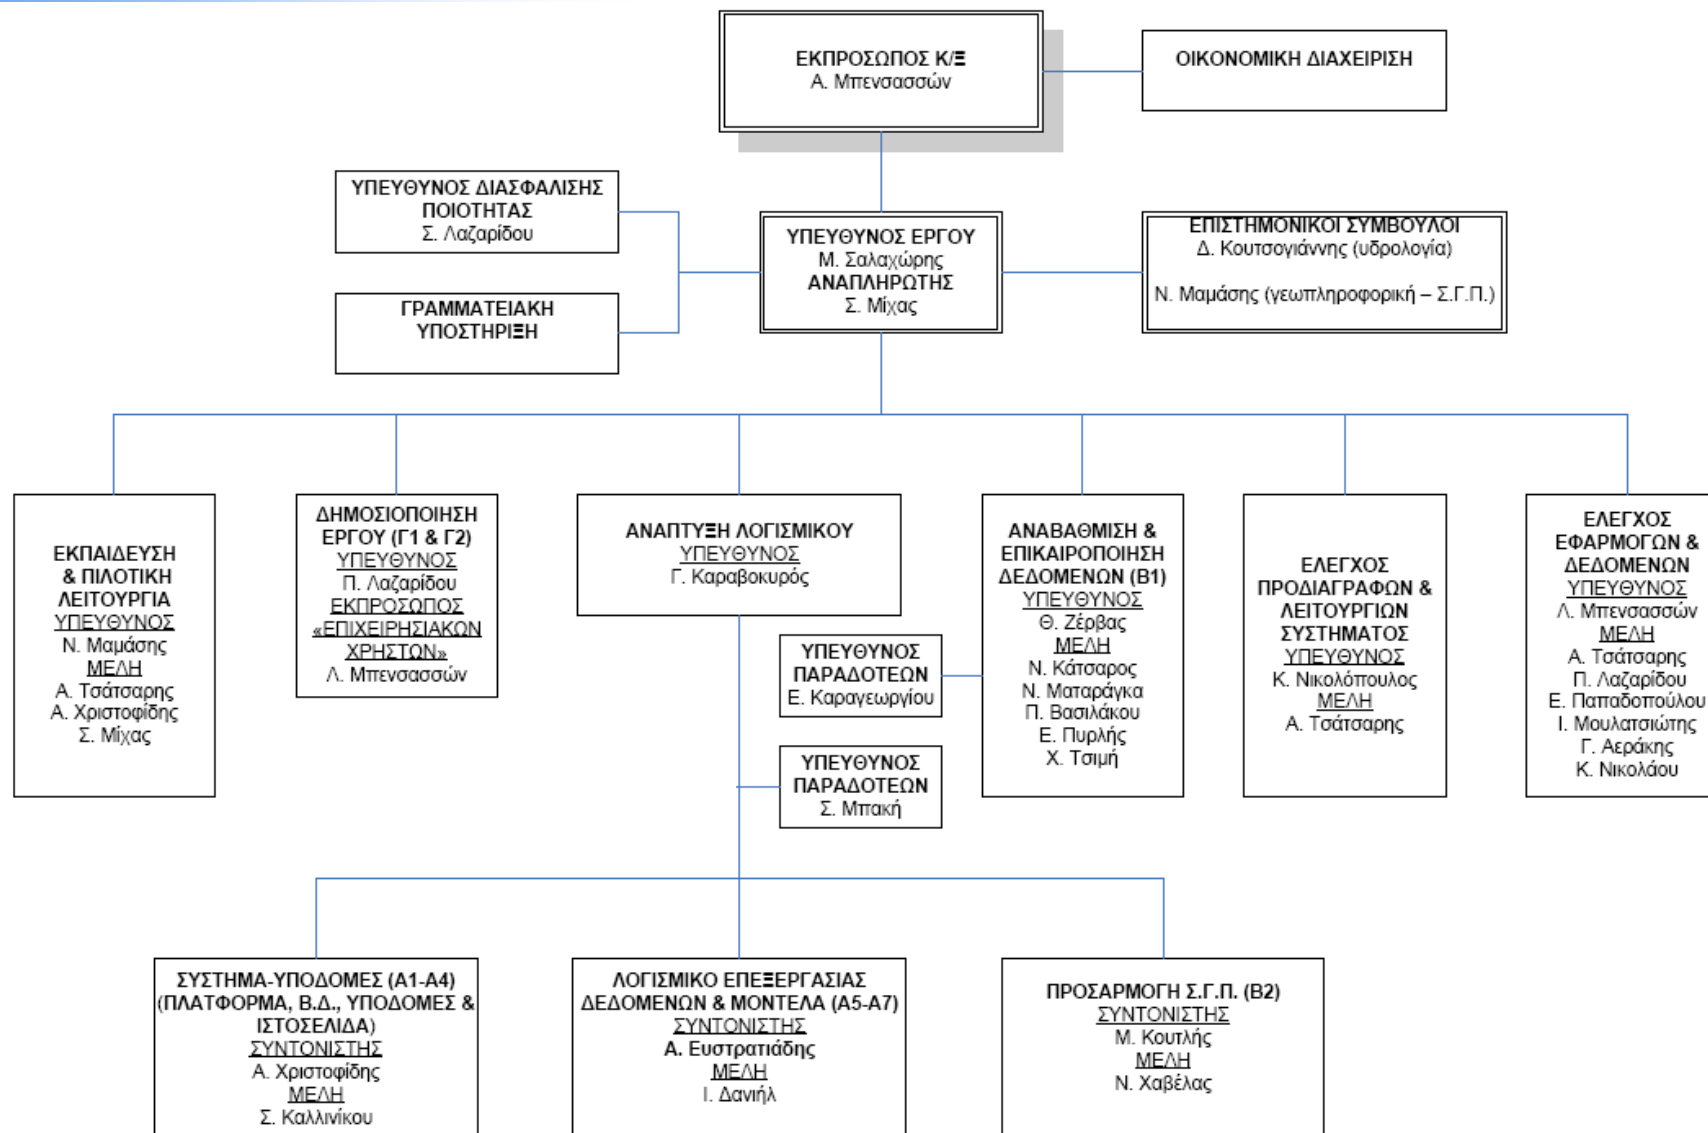 ΕΚΠΡΟΣΩΠΟΣ Κ/Ξ
Α. Μπενσασσών
ΟΙΚΟΝΟΜΙΚΗ ΔΙΑΧΕΙΡΙΣΗ
ΥΠΕΥΘΥΝΟΣ ΔΙΑΣΦΑΛΙΣΗΣ
ΠΟΙΟΤΗΤΑΣ
Σ. Λαζαρίδου
ΓΡΑΜΜΑΤΕΙΑΚΗ
ΥΠΟΣΤΗΡΙΞΗ
ΥΠΕΥΘΥΝΟΣ ΕΡΓΟΥ
Μ. Σαλαχώρης
ΑΝΑΠΛΗΡΩΤΗΣ
Σ. Μίχας
ΕΠΙΣΤΗΜΟΝΙΚΟΙ ΣΥΜΒΟΥΛΟΙ
Δ. Κουτσογιάννης (υδρολογία)
Ν. Μαμάσης (γεωπληροφορική – Σ.Γ.Π.)
ΕΚΠΑΙΔΕΥΣΗ
& ΠΙΛΟΤΙΚΗ
ΛΕΙΤΟΥΡΓΙΑ
ΥΠΕΥΘΥΝΟΣ
Ν. Μαμάσης
ΜΕΛΗ
Α. Τσάτσαρης
Α. Χριστοφίδης
Σ. Μίχας
ΔΗΜΟΣΙΟΠΟΙΗΣΗ
ΕΡΓΟΥ (Γ1 & Γ2)
ΥΠΕΥΘΥΝΟΣ
Π. Λαζαρίδου
ΕΚΠΡΟΣΩΠΟΣ
«ΕΠΙΧΕΙΡΗΣΙΑΚΩΝ
ΧΡΗΣΤΩΝ»
Λ. Μπενσασσών
ΑΝΑΠΤΥΞΗ ΛΟΓΙΣΜΙΚΟΥ
ΥΠΕΥΘΥΝΟΣ
Γ. Καραβοκυρός
ΥΠΕΥΘΥΝΟΣ
ΠΑΡΑΔΟΤΕΩΝ
Ε. Καραγεωργίου
ΥΠΕΥΘΥΝΟΣ
ΠΑΡΑΔΟΤΕΩΝ
Σ. Μπακή
ΑΝΑΒΑΘΜΙΣΗ &
ΕΠΙΚΑΙΡΟΠΟΙΗΣΗ
ΔΕΔΟΜΕΝΩΝ (Β1)
ΥΠΕΥΘΥΝΟΣ
Θ. Ζέρβας
ΜΕΛΗ
Ν. Κάτσαρος
Ν. Ματαράγκα
Π. Βασιλάκου
Ε. Πυρλής
Χ. Τσιμή
ΕΛΕΓΧΟΣ
ΠΡΟΔΙΑΓΡΑΦΩΝ &
ΛΕΙΤΟΥΡΓΙΩΝ
ΣΥΣΤΗΜΑΤΟΣ
ΥΠΕΥΘΥΝΟΣ
Κ. Νικολόπουλος
ΜΕΛΗ
Α. Τσάτσαρης
ΕΛΕΓΧΟΣ
ΕΦΑΡΜΟΓΩΝ &
ΔΕΔΟΜΕΝΩΝ
ΥΠΕΥΘΥΝΟΣ
Λ. Μπενσασσών
ΜΕΛΗ
Α. Τσάτσαρης
Π. Λαζαρίδου
Ε. Παπαδοπούλου
Ι. Μουλατσιώτης
Γ. Αεράκης
Κ. Νικολάου
ΣΥΣΤΗΜΑ-ΥΠΟΔΟΜΕΣ (Α1-Α4)
(ΠΛΑΤΦΟΡΜΑ, Β.Δ., ΥΠΟΔΟΜΕΣ &
ΙΣΤΟΣΕΛΙΔΑ)
ΣΥΝΤΟΝΙΣΤΗΣ
Α. Χριστοφίδης
ΜΕΛΗ
Σ. Καλλινίκου
ΛΟΓΙΣΜΙΚΟ ΕΠΕΞΕΡΓΑΣΙΑΣ
ΔΕΔΟΜΕΝΩΝ & ΜΟΝΤΕΛΑ (Α5-Α7)
ΣΥΝΤΟΝΙΣΤΗΣ
Α. Ευστρατιάδης
ΜΕΛΗ
Ι. Δανιήλ
ΠΡΟΣΑΡΜΟΓΗ Σ.Γ.Π. (Β2)
ΣΥΝΤΟΝΙΣΤΗΣ
Μ. Κουτλής
ΜΕΛΗ
Ν. Χαβέλας